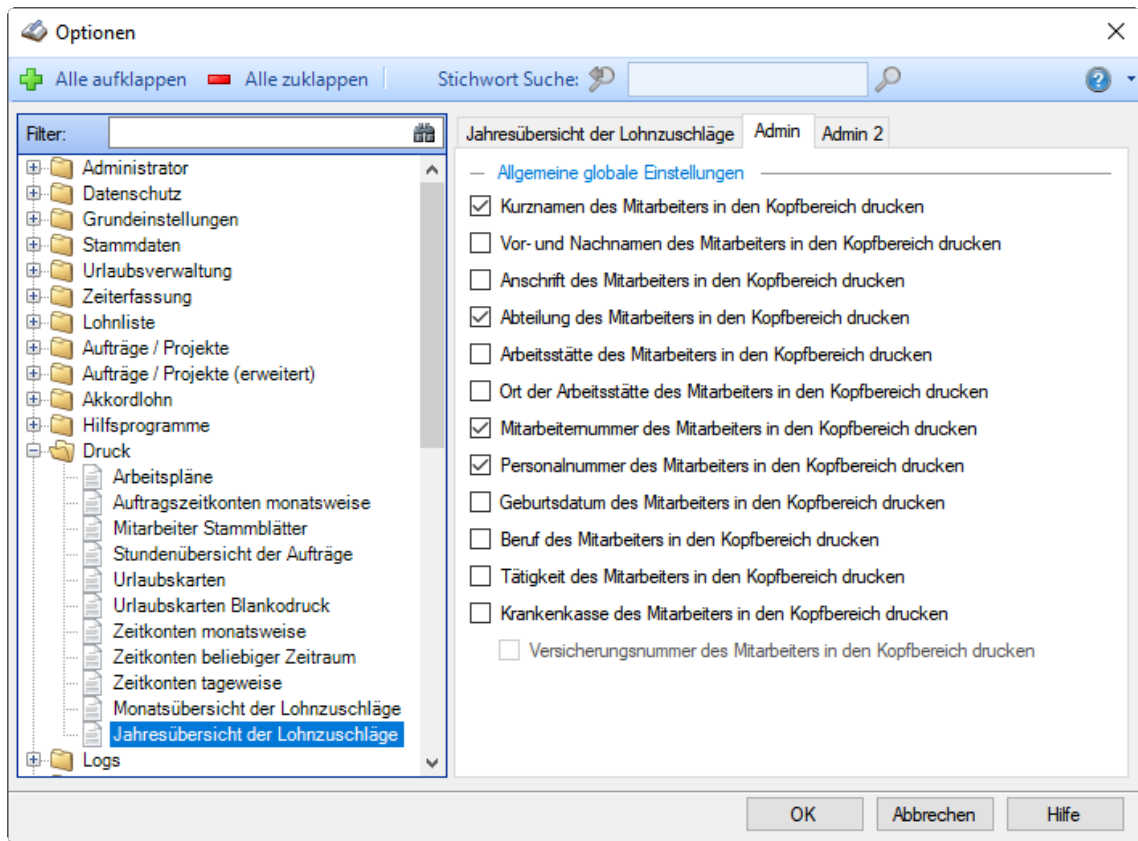 Optionen
Alle aufklappen Alle zuklappen Stichwort Suche:
Filter:
Administrator
Datenschutz
Grundeinstellungen
Stammdaten
Urlaubsverwaltung
Zeiterfassung
Lohnliste
Aufträge / Projekte
Aufträge / Projekte (erweitert)
Akkordlohn
Hilfsprogramme
Druck
Arbeitspläne
Auftragszeitkonten monatsweise
Mitarbeiter Stammblätter
Stundenübersicht der Aufträge
Urlaubskarten
Urlaubskarten Blankodruck
Zeitkonten monatsweise
Zeitkonten beliebiger Zeitraum
Zeitkonten tageweise
Monatsübersicht der Lohnzuschläge
Jahresübersicht der Lohnzuschläge
Logs
Jahresübersicht der Lohnzuschläge Admin Admin 2
Allgemeine globale Einstellungen
Kurznamen des Mitarbeiters in den Kopfbereich drucken
Vor- und Nachnamen des Mitarbeiters in den Kopfbereich drucken
Anschrift des Mitarbeiters in den Kopfbereich drucken
Abteilung des Mitarbeiters in den Kopfbereich drucken
Arbeitsstätte des Mitarbeiters in den Kopfbereich drucken
Ort der Arbeitsstätte des Mitarbeiters in den Kopfbereich drucken
Mitarbeiternummer des Mitarbeiters in den Kopfbereich drucken
Personalnummer des Mitarbeiters in den Kopfbereich drucken
Geburtsdatum des Mitarbeiters in den Kopfbereich drucken
Beruf des Mitarbeiters in den Kopfbereich drucken
Tätigkeit des Mitarbeiters in den Kopfbereich drucken
Krankenkasse des Mitarbeiters in den Kopfbereich drucken
Versicherungsnummer des Mitarbeiters in den Kopfbereich drucken
OK Abbrechen Hilfe